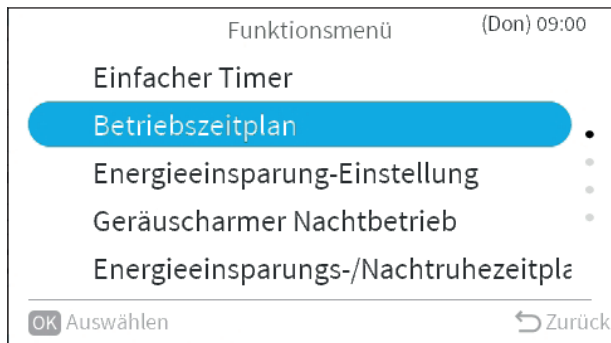 Funktionsmenü (Don) 09:00
Einfacher Timer
Betriebszeitplan
Energieeinsparung-Einstellung
Geräuscharmer Nachtbetrieb
Energieeinsparungs-/Nachtruhezeitpla
OK Auswählen Zurück